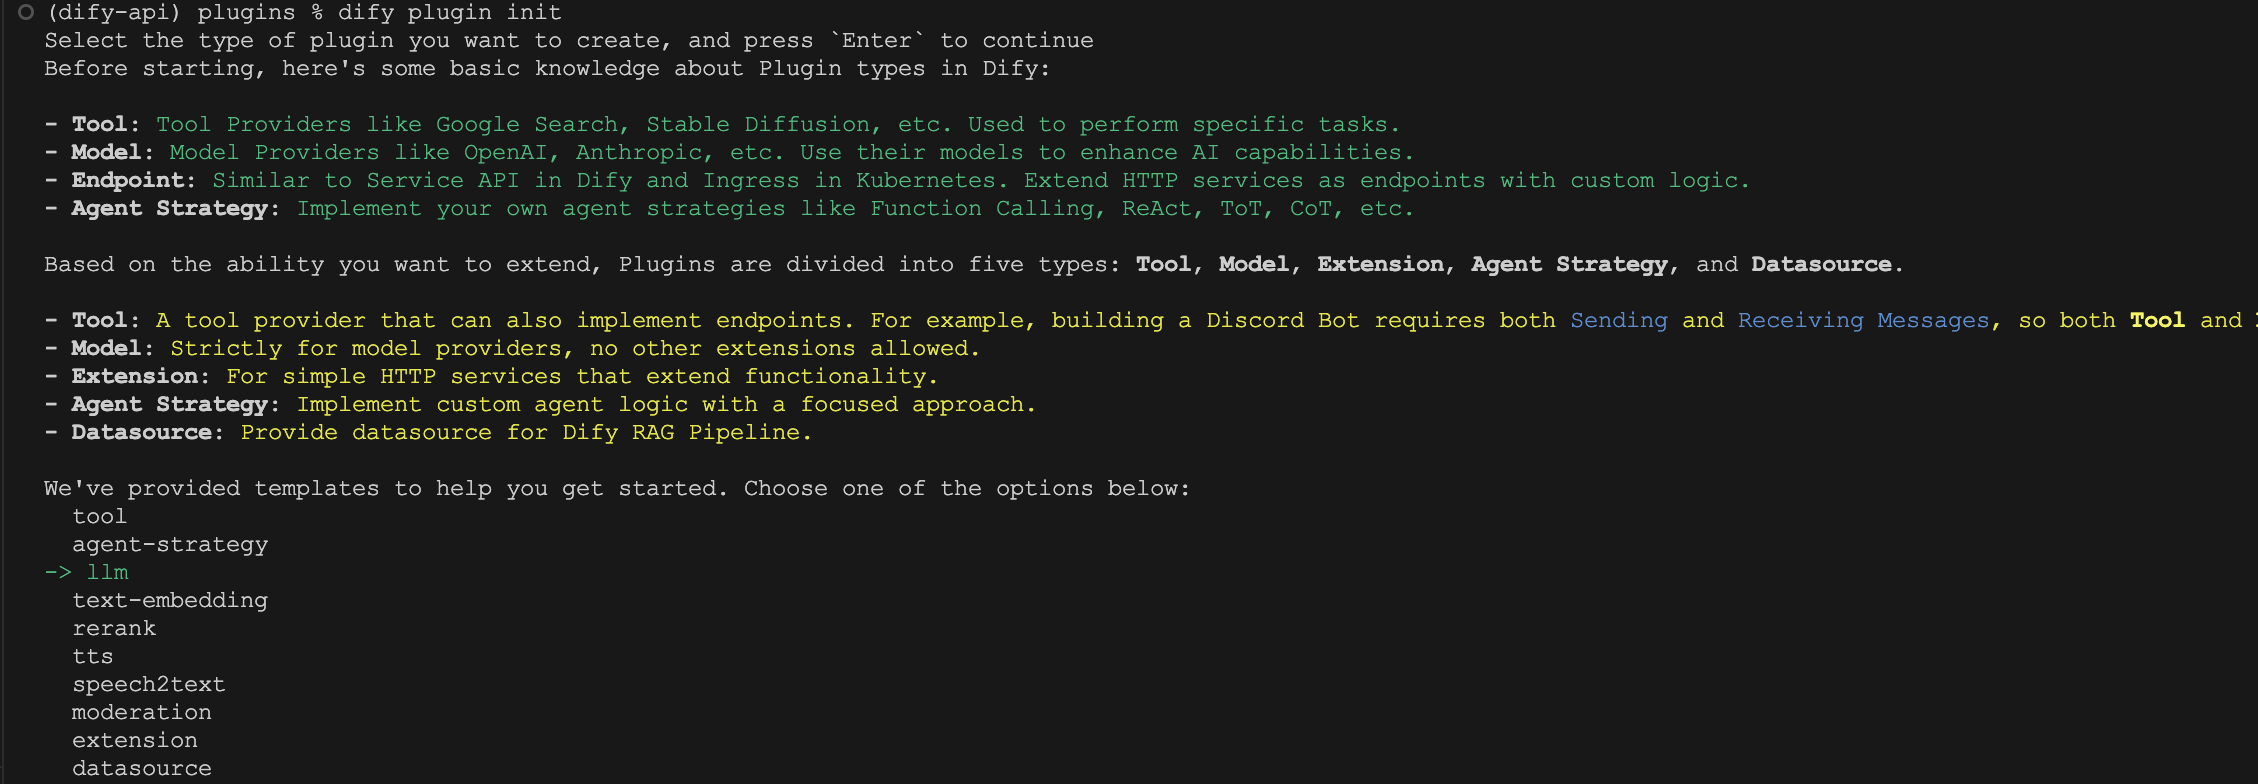 (dify-api) plugins % dify plugin init
Select the type of plugin you want to create, and press `Enter` to continue
Before starting, here's some basic knowledge about Plugin types in Dify:
- Tool: Tool Providers like Google Search, Stable Diffusion, etc. Used to perform specific tasks.
- Model: Model Providers like OpenAI, Anthropic, etc. Use their models to enhance AI capabilities.
- Endpoint: Similar to Service API in Dify and Ingress in Kubernetes. Extend HTTP services as endpoints with custom logic.
- Agent Strategy: Implement your own agent strategies like Function Calling, ReAct, ToT, CoT, etc.
Based on the ability you want to extend, Plugins are divided into five types: Tool, Model, Extension, Agent Strategy, and Datasource.
- Tool: A tool provider that can also implement endpoints. For example, building a Discord Bot requires both Sending and Receiving Messages, so both Tool and
- Model: Strictly for model providers, no other extensions allowed.
- Extension: For simple HTTP services that extend functionality.
- Agent Strategy: Implement custom agent logic with a focused approach.
- Datasource: Provide datasource for Dify RAG Pipeline.
We've provided templates to help you get started. Choose one of the options below:
tool
agent-strategy
-> llm
text-embedding
rerank
tts
speech2text
moderation
extension
datasource